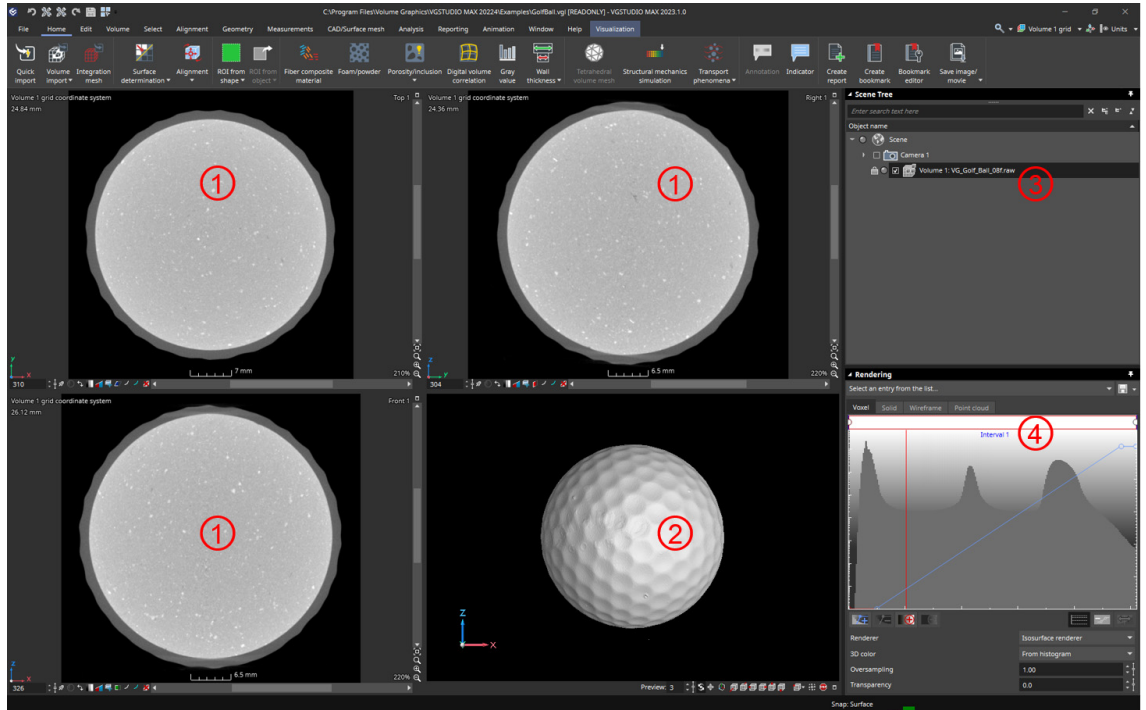 C:\Program Files\Volume Graphics\VGSTUDIO MAX 20224\Examples\GolfBall.vgl [READONLY] - VGSTUDIO MAX 2023.1.0
File Home Edit Volume Select Alignment Geometry Measurements CAD/Surface mesh Analysis Reporting Animation Window Help Visualization Volume 1 grid Units
Quick import
Volume import
Integration mesh
Surface determination
Alignment
ROI from shape
ROI from object
Fiber composite material
Foam/powder
Porosity/inclusion
Digital volume correlation
Gray value
Wall thickness
Tetrahedral volume mesh
Structural mechanics simulation
Transport phenomena
Annotation
Indicator
Create report
Create bookmark
Bookmark editor
Save image/ movie
Volume 1 grid coordinate system Top 1
24.84 mm
1
y
x
7 mm
210%
310
Volume 1 grid coordinate system Right 1
24.36 mm
1
z
y
6.5 mm
220%
304
Volume 1 grid coordinate system Front 1
26.12 mm
1
z
x
6.5 mm
220%
326
2
Z
X
Preview: 3
Scene Tree
Enter search text here
Object name
Scene
Camera 1
Volume 1: VG_Golf_Ball_08f.raw
3
Rendering
Select an entry from the list...
Voxel Solid Wireframe Point cloud
Interval 1
4
Renderer Isosurface renderer
3D color From histogram
Oversampling 1.00
Transparency 0.0
Snap: Surface